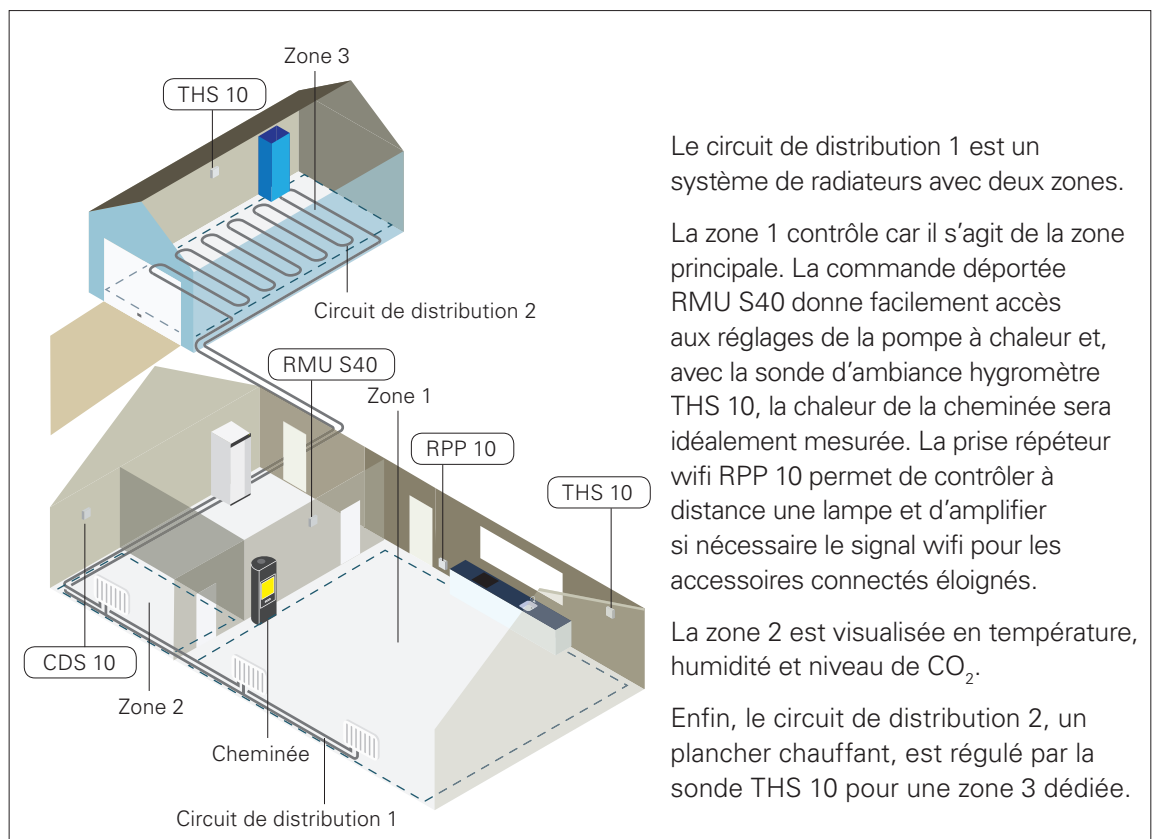 Zone 3
THS 10
Circuit de distribution 2
RMU S40
Zone 1
RPP 10
THS 10
CDS 10
Zone 2
Cheminée
Circuit de distribution 1
Le circuit de distribution 1 est un
système de radiateurs avec deux zones.
La zone 1 contrôle car il s’agit de la zone
principale. La commande déportée
RMU S40 donne facilement accès
aux réglages de la pompe à chaleur et,
avec la sonde d’ambiance hygromètre
THS 10, la chaleur de la cheminée sera
idéalement mesurée. La prise répéteur
wifi RPP 10 permet de contrôler à
distance une lampe et d’amplifier
si nécessaire le signal wifi pour les
accessoires connectés éloignés.
La zone 2 est visualisée en température,
humidité et niveau de CO₂.
Enfin, le circuit de distribution 2, un
plancher chauffant, est régulé par la
sonde THS 10 pour une zone 3 dédiée.